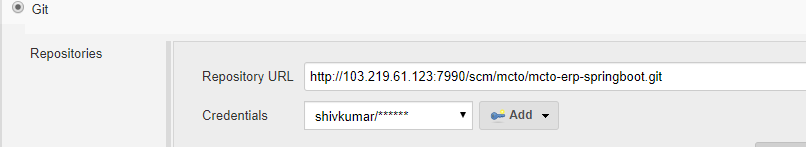 Git
Repositories
Repository URL http://103.219.61.123:7990/scm/mcto/mcto-erp-springboot.git
Credentials shivkumar/****** Add